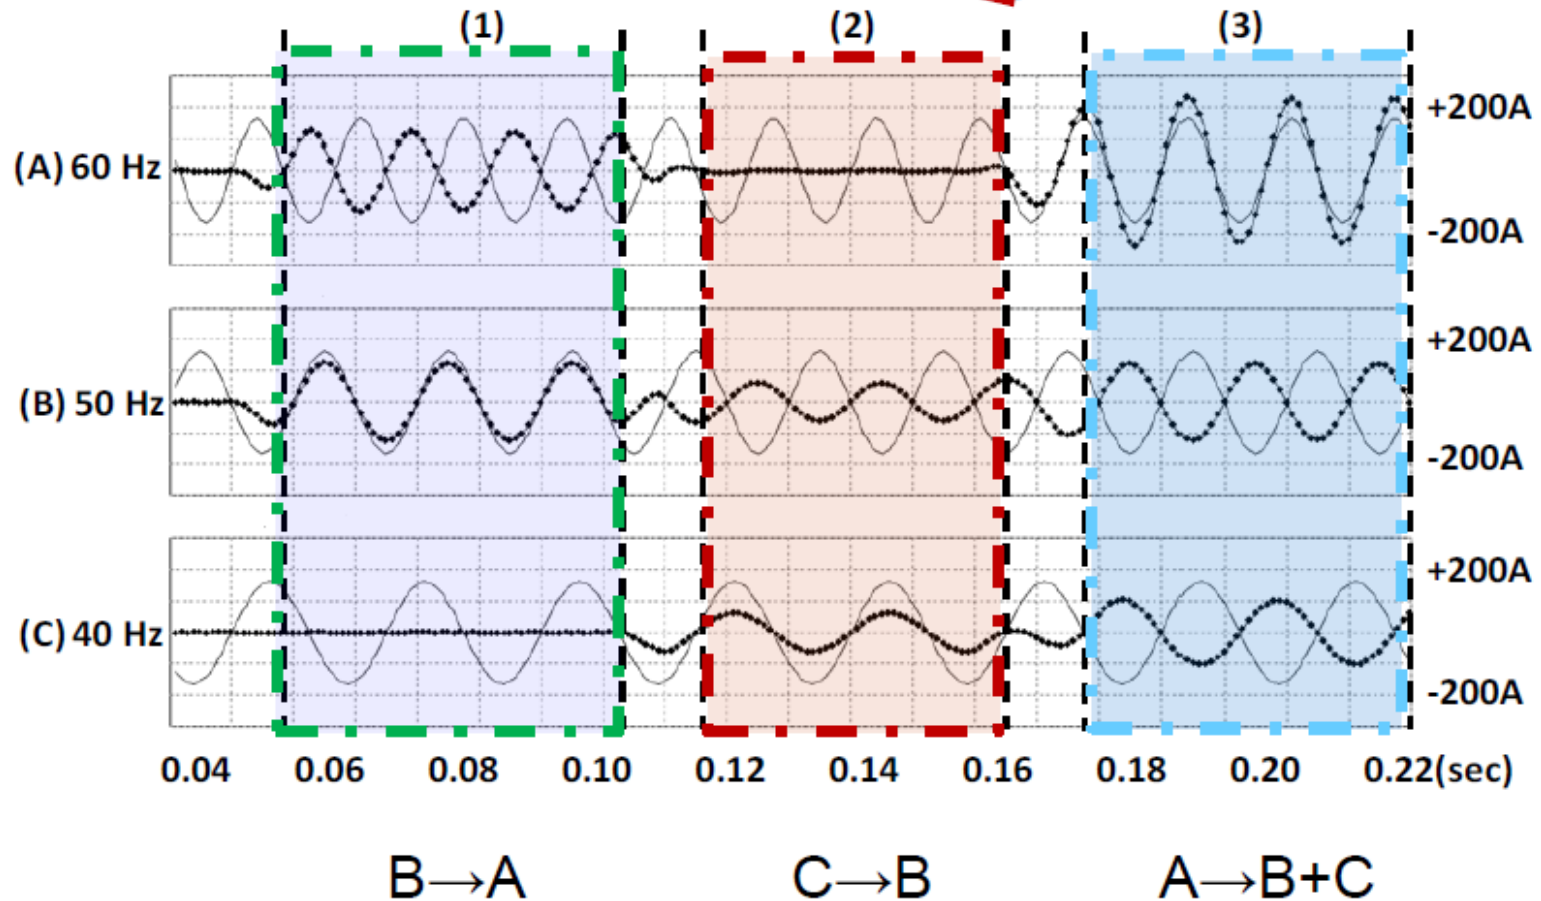 (1) (2) (3)
+200A
(A) 60 Hz
-200A
+200A
(B) 50 Hz
-200A
+200A
(C) 40 Hz
-200A
0.04 0.06 0.08 0.10 0.12 0.14 0.16 0.18 0.20 0.22(sec)
B→A C→B A→B+C